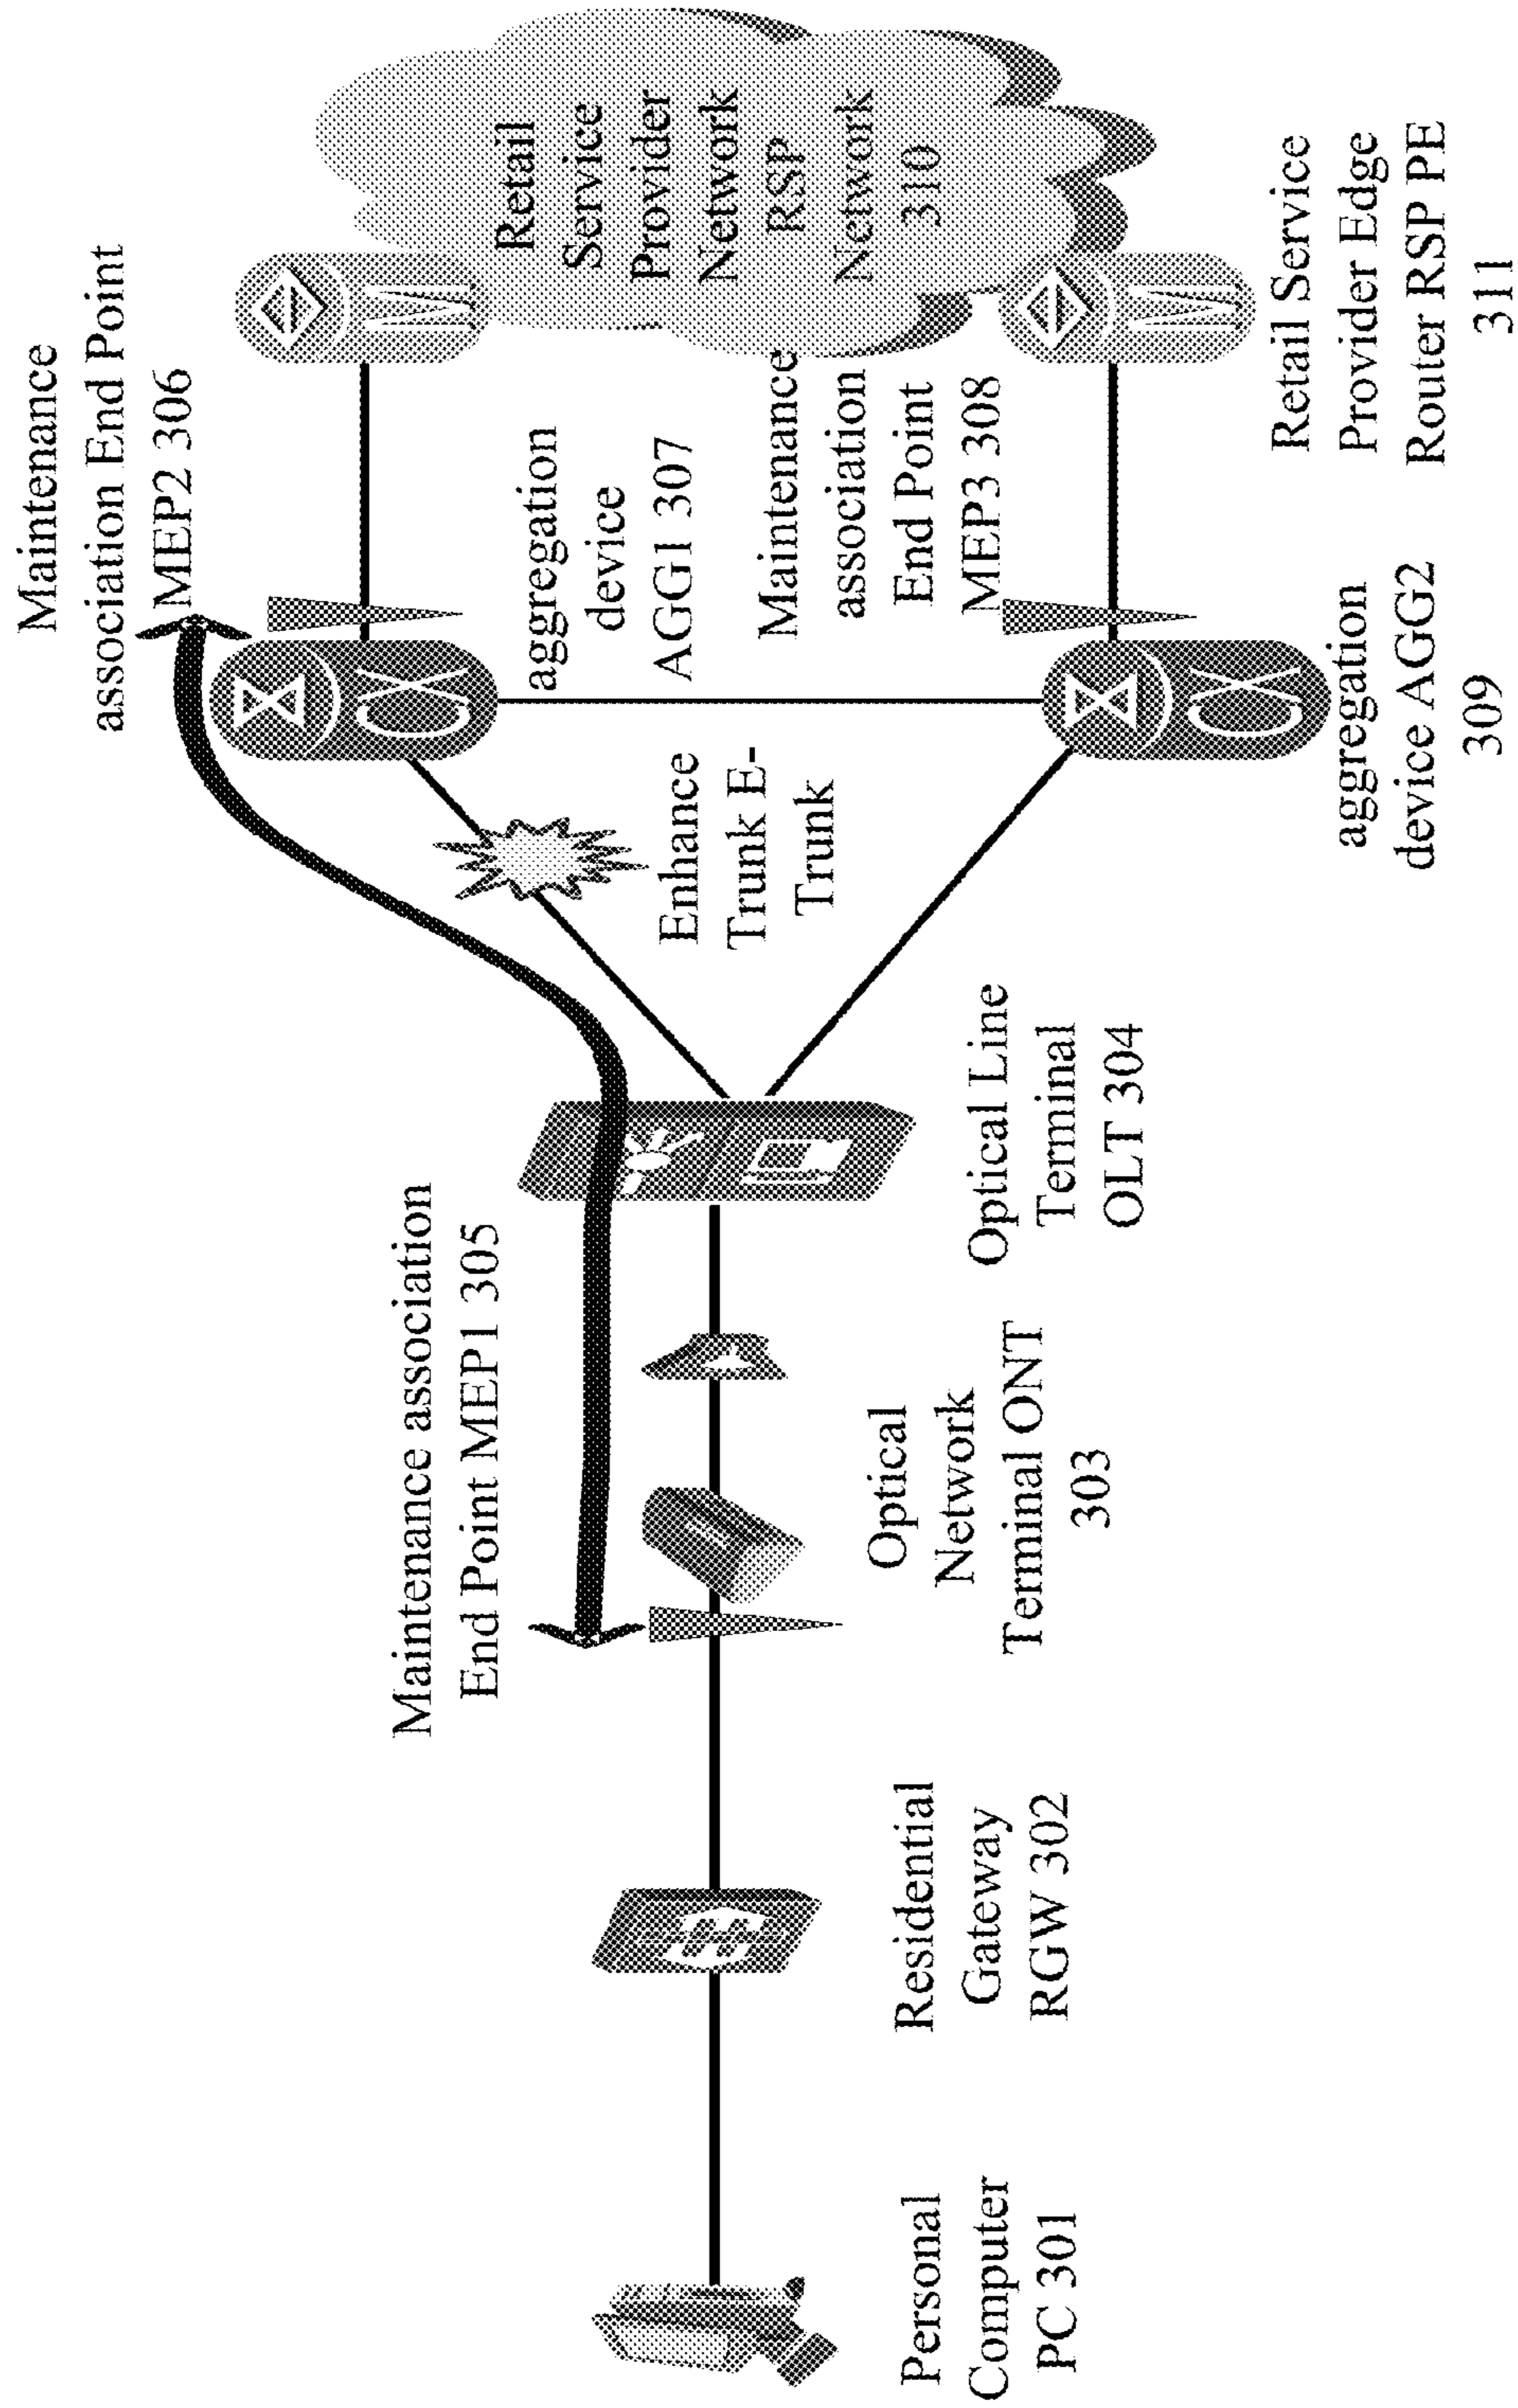 Maintenance
association End Point
MEP2 306
Maintenance association
End Point MEP1 305
aggregation
device
AGG1 307
Retail
Service
Provider
Network
RSP
Network
310
Enhance
Trunk E-
Trunk
Maintenance
association
End Point
MEP3 308
Personal
Computer
PC 301
Residential
Gateway
RGW 302
Optical
Network
Terminal ONT
303
Optical Line
Terminal
OLT 304
aggregation
device AGG2
309
Retail Service
Provider Edge
Router RSP PE
311
CX
CX
M
M